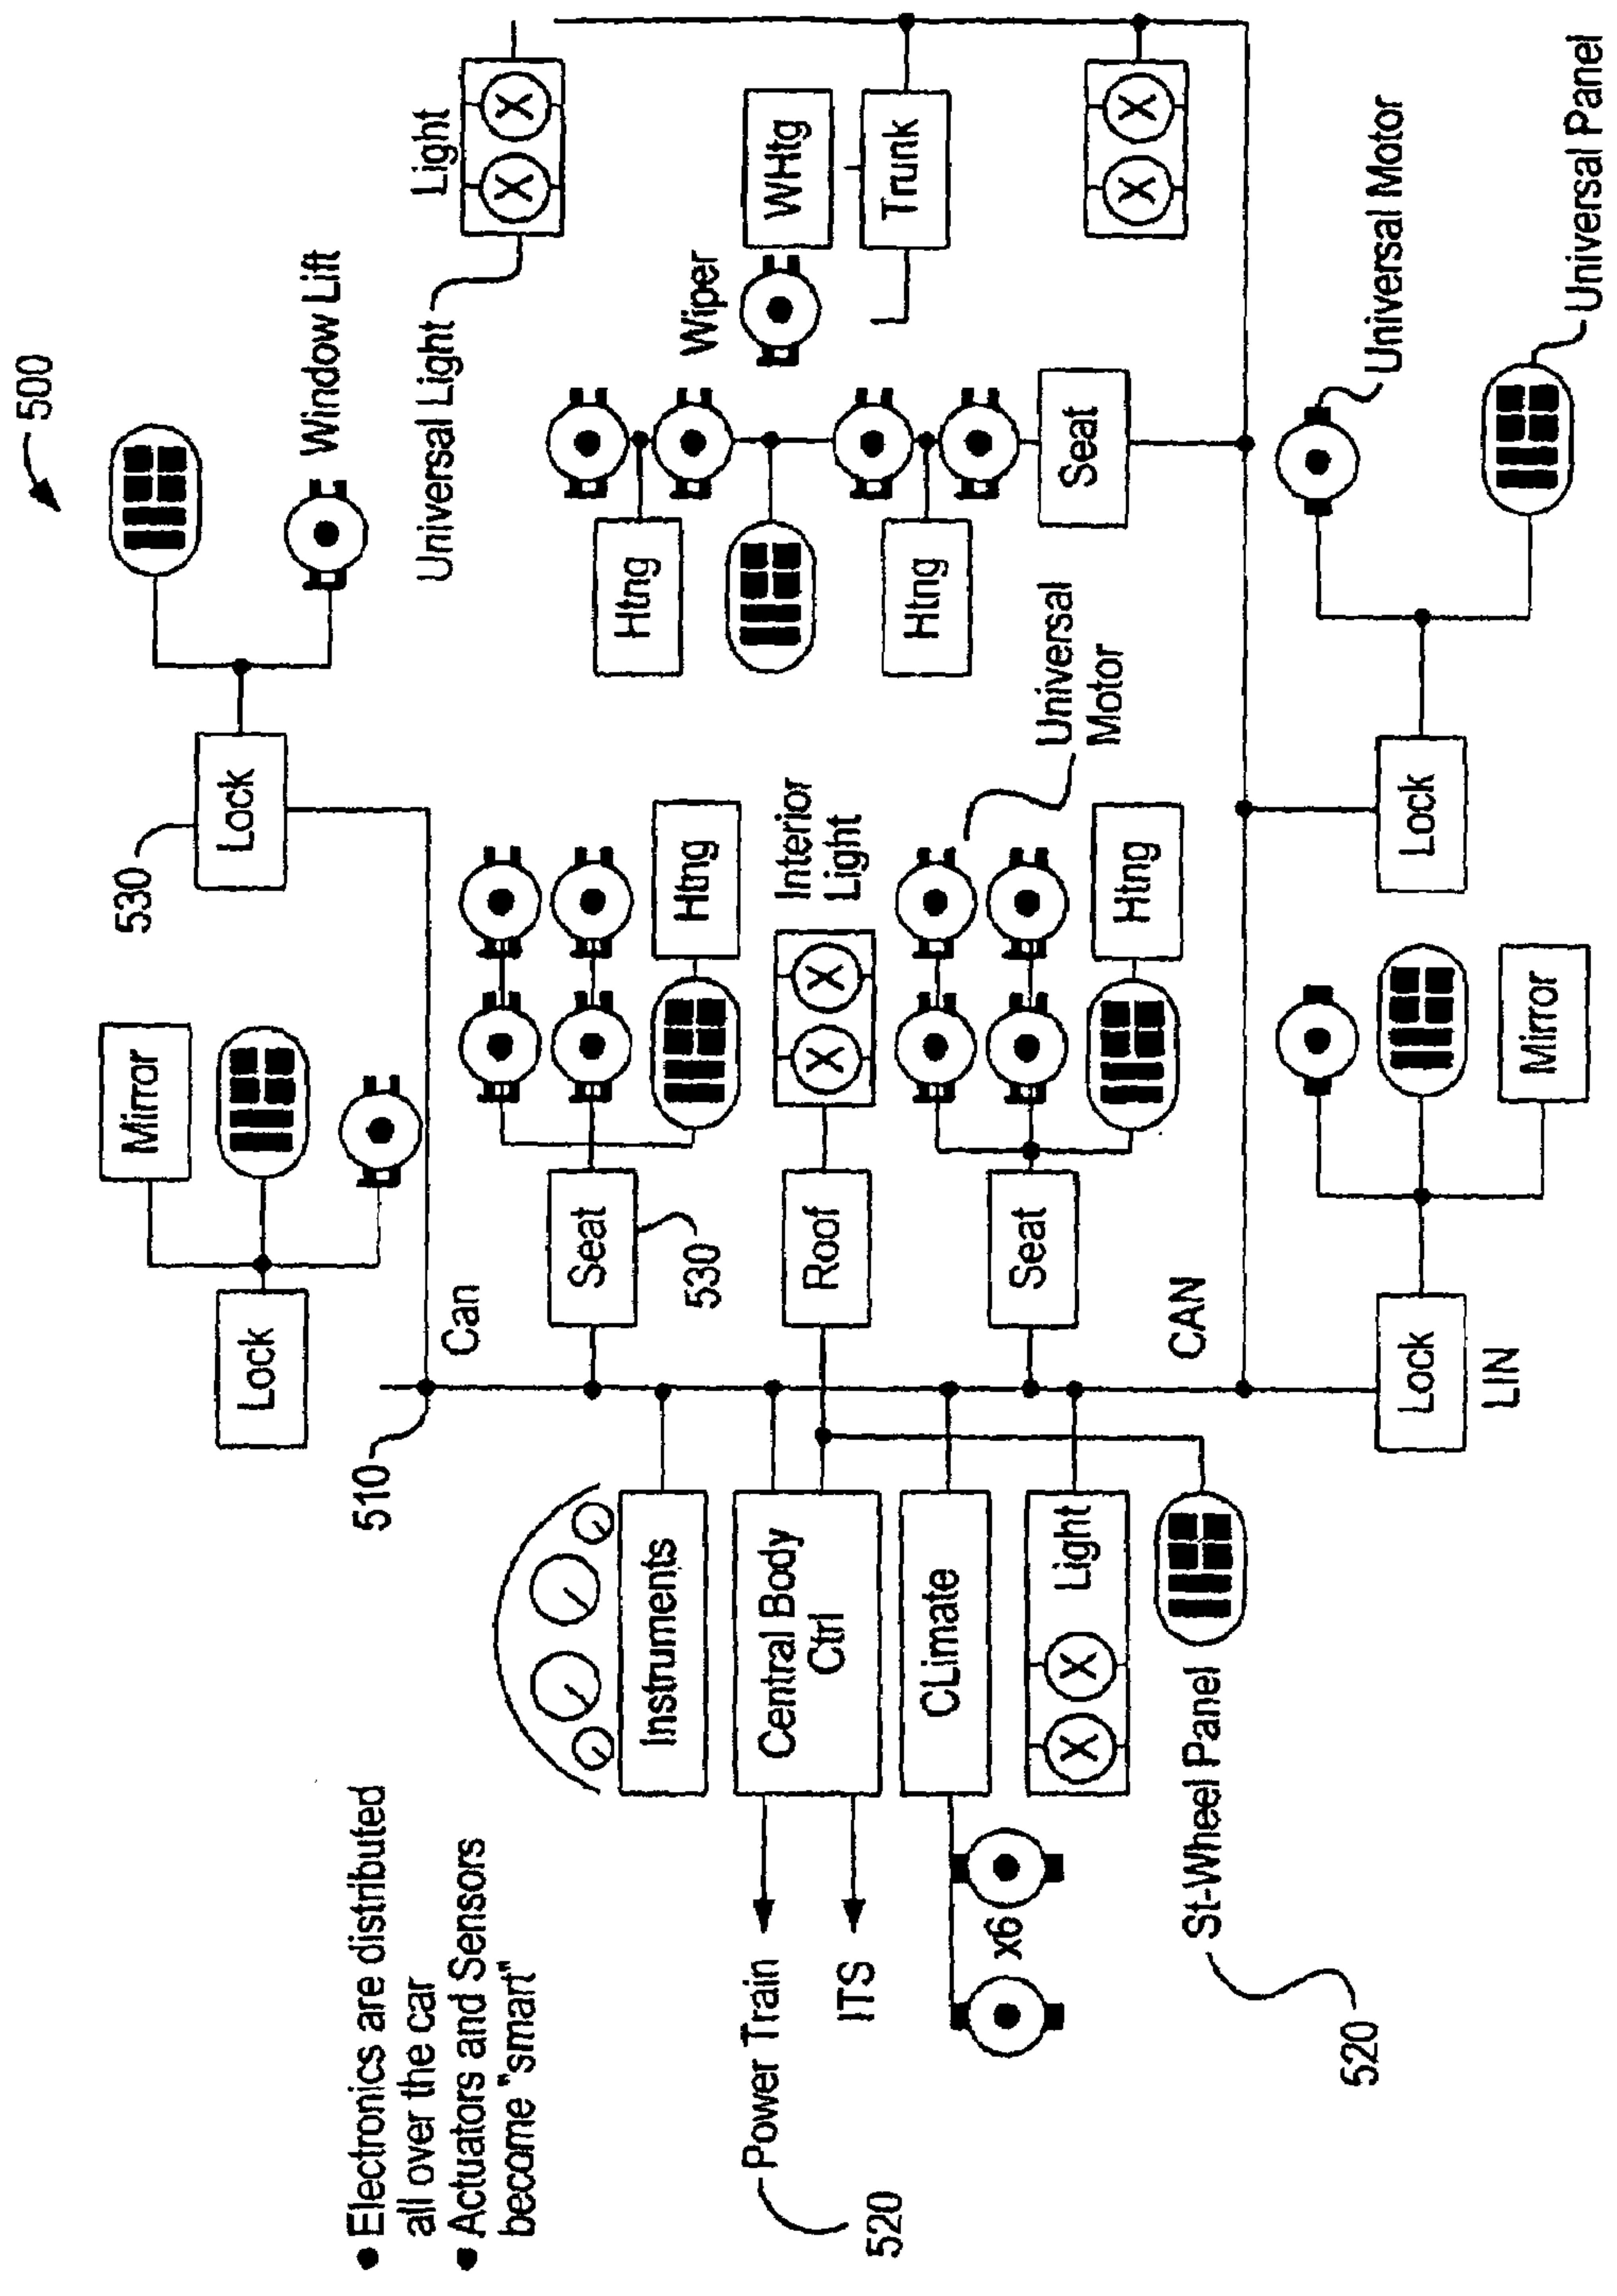 500
530
Mirror
Lock
Lock
Window Lift
510
• Electronics are distributed
all over the car
• Actuators and Sensors
become "smart"
Light
Universal Light
Can
Seat
530
Htng
Htng
Instruments
Wiper
WHtg
Power Train
520
ITS
Central Body
Ctrl
Roof
Interior
Light
Trunk
Htng
CLimate
x6
Seat
Universal
Motor
Seat
Light
Htng
CAN
St-Wheel Panel
520
Universal Motor
Lock
Lock
LIN
Mirror
Universal Panel